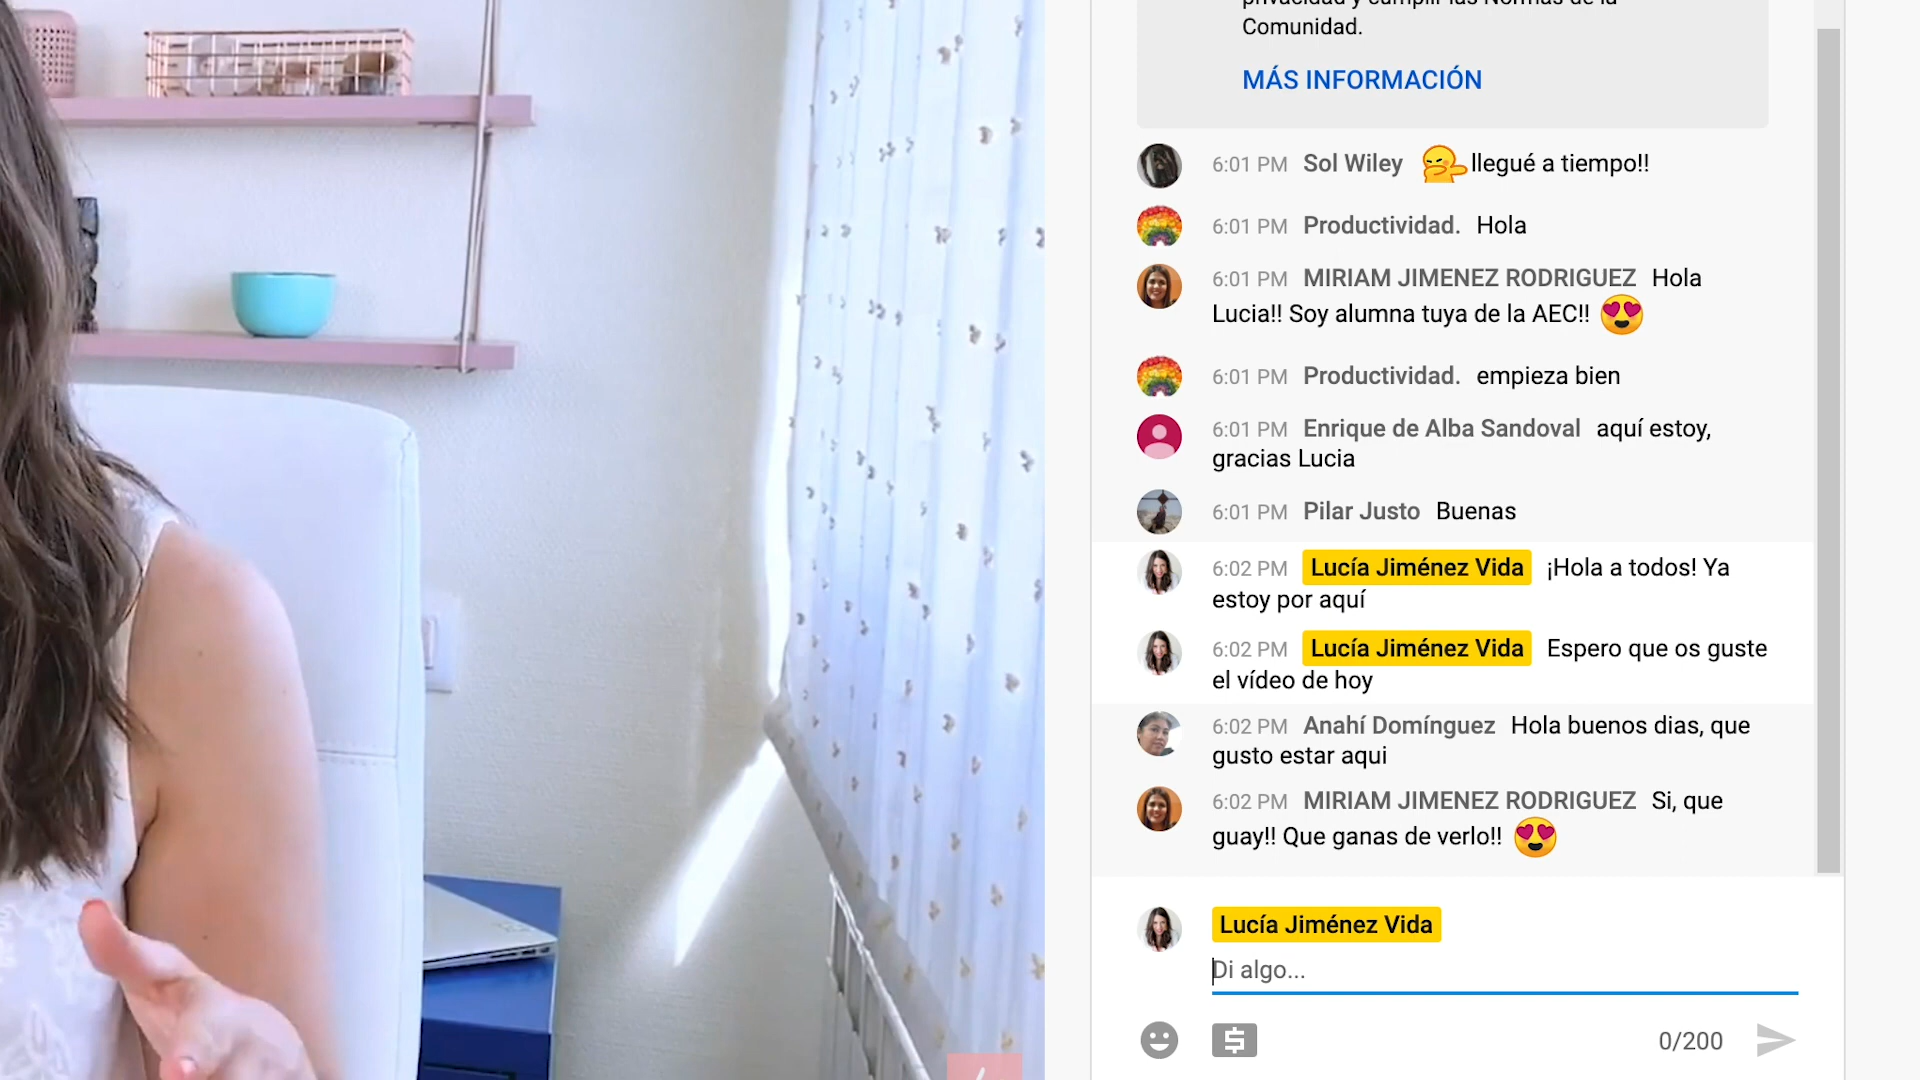 Comunidad.
MÁS INFORMACIÓN
6:01 PM Sol Wiley llegué a tiempo!!
6:01 PM Productividad. Hola
6:01 PM MIRIAM JIMENEZ RODRIGUEZ Hola
Lucia!! Soy alumna tuya de la AEC!!
6:01 PM Productividad. empieza bien
6:01 PM Enrique de Alba Sandoval aquí estoy,
gracias Lucia
6:01 PM Pilar Justo Buenas
6:02 PM Lucía Jiménez Vida ¡Hola a todos! Ya
estoy por aquí
6:02 PM Lucía Jiménez Vida Espero que os guste
el vídeo de hoy
6:02 PM Anahí Domínguez Hola buenos dias, que
gusto estar aqui
6:02 PM MIRIAM JIMENEZ RODRIGUEZ Si, que
guay!! Que ganas de verlo!!
Lucía Jiménez Vida
Di algo...
0/200